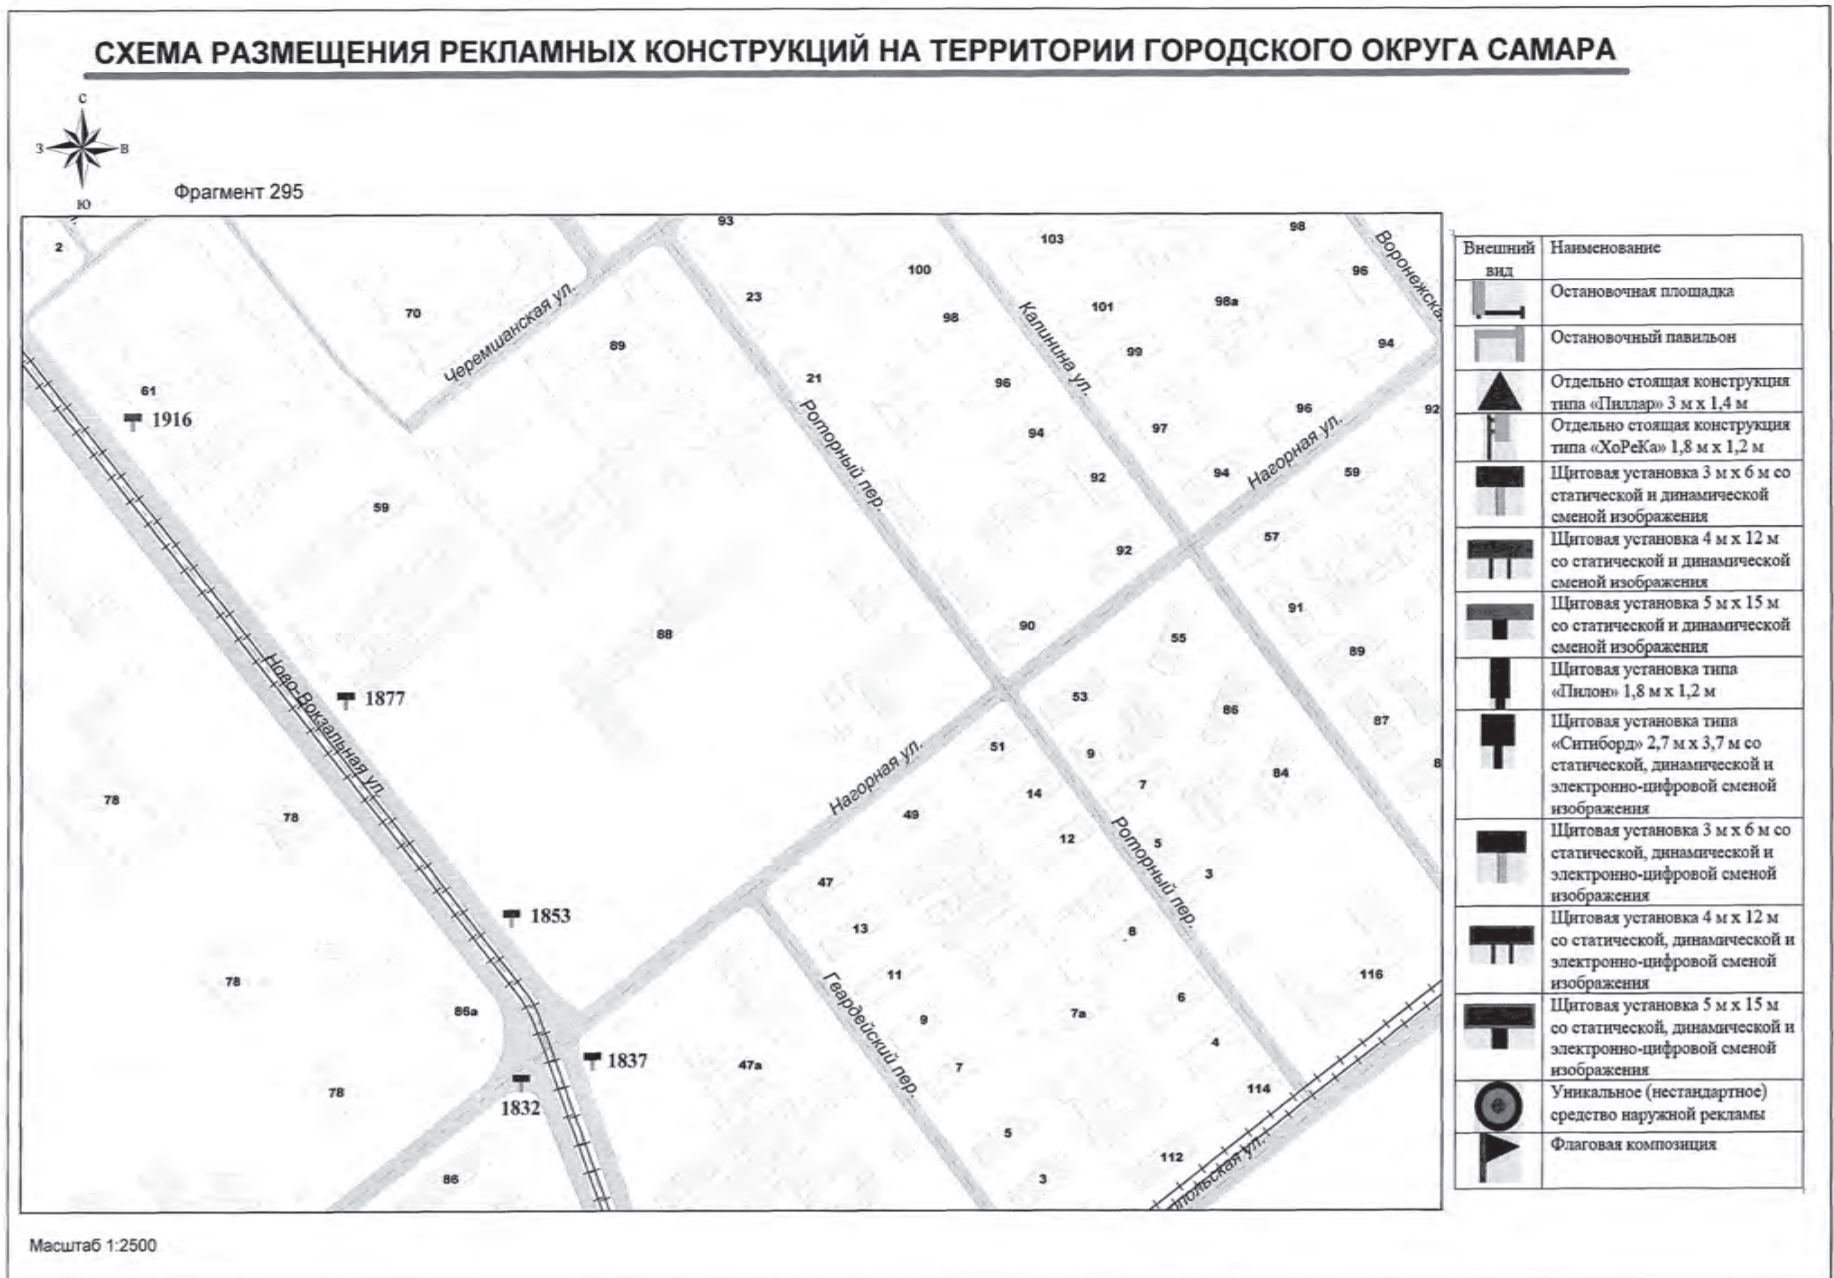 СХЕМА РАЗМЕЩЕНИЯ РЕКЛАМНЫХ КОНСТРУКЦИЙ НА ТЕРРИТОРИИ ГОРОДСКОГО ОКРУГА САМАРА
С
З
В
Ю
Фрагмент 295
93
98
2
103
Воронежска
100
96
23
98а
101
70
98
Калинина ул.
Черемшанская ул.
89
99
94
21
96
61
1916
Роторный пер.
96
92
97
94
Нагорная ул.
92
94
59
59
92
57
91
90
88
55
89
Ново-Вокзальная ул.
1877
53
86
87
51
9
Нагорная ул.
8
84
7
78
14
78
49
12
Роторный пер.
5
3
47
1853
13
8
11
116
78
Гвардейский пер.
6
86а
9
7а
4
1837
47а
7
78
114
1832
5
112
86
3
польская ул.
Внешний вид
Наименование
Остановочная площадка
Остановочный павильон
Отдельно стоящая конструкция
типа «Пиллар» 3 м х 1,4 м
Отдельно стоящая конструкция
типа «ХоРеКа» 1,8 м х 1,2 м
Щитовая установка 3 м х 6 м со
статической и динамической
сменой изображения
Щитовая установка 4 м х 12 м
со статической и динамической
сменой изображения
Щитовая установка 5 м х 15 м
со статической и динамической
сменой изображения
Щитовая установка типа
«Пилон» 1,8 м х 1,2 м
Щитовая установка типа
«Ситиборд» 2,7 м х 3,7 м со
статической, динамической и
электронно-цифровой сменой
изображения
Щитовая установка 3 м х 6 м со
статической, динамической и
электронно-цифровой сменой
изображения
Щитовая установка 4 м х 12 м
со статической, динамической и
электронно-цифровой сменой
изображения
Щитовая установка 5 м х 15 м
со статической, динамической и
электронно-цифровой сменой
изображения
Уникальное (нестандартное)
средство наружной рекламы
Флаговая композиция
Масштаб 1:2500